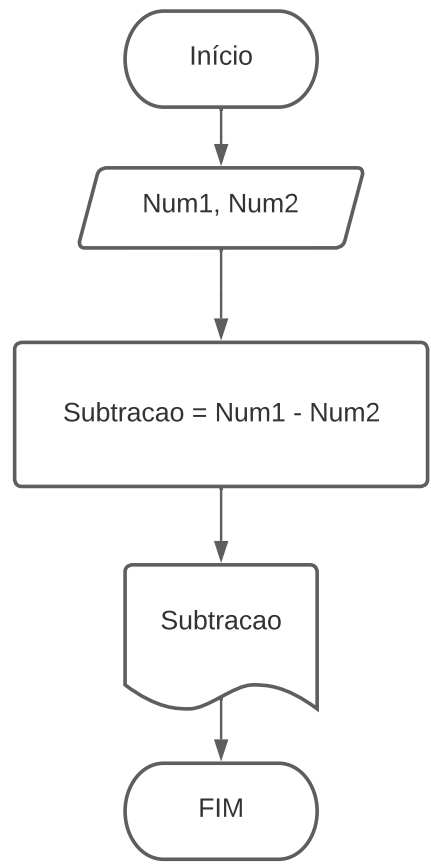 Início
Num1, Num2
Subtracao = Num1 - Num2
Subtracao
FIM